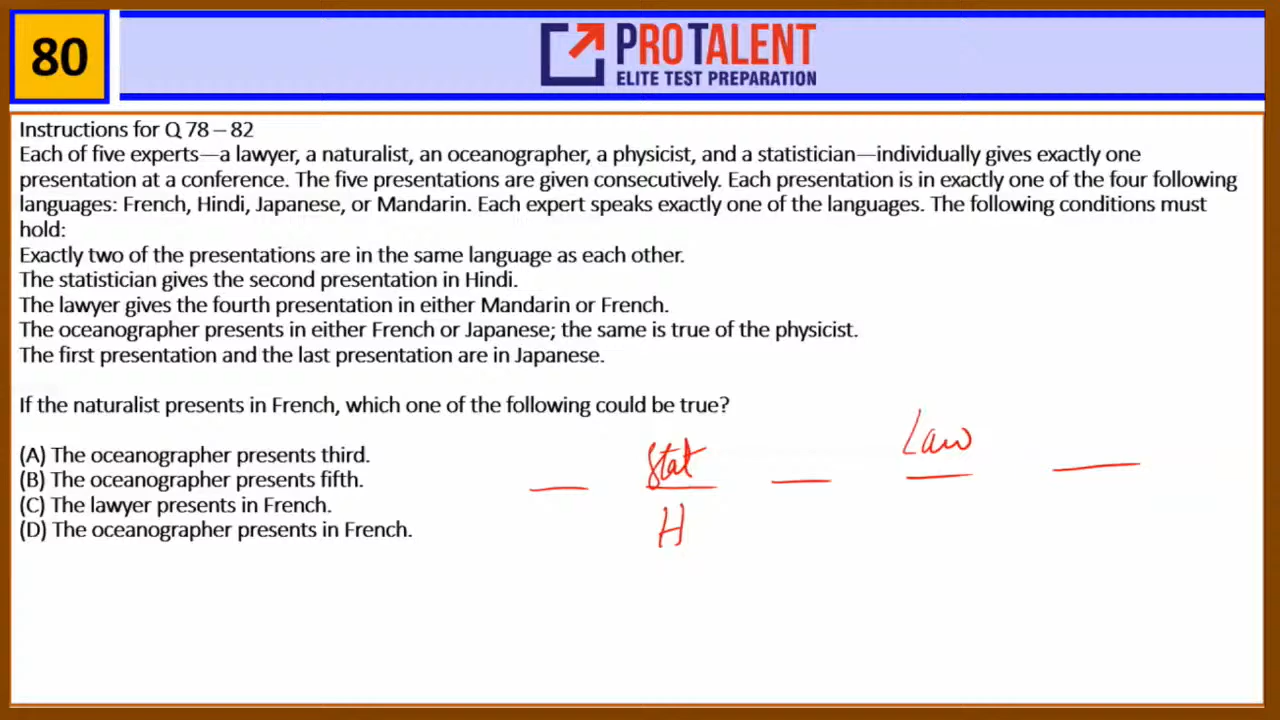 80
PROTALENT
ELITE TEST PREPARATION
Instructions for Q 78 – 82
Each of five experts—a lawyer, a naturalist, an oceanographer, a physicist, and a statistician—individually gives exactly one
presentation at a conference. The five presentations are given consecutively. Each presentation is in exactly one of the four following
languages: French, Hindi, Japanese, or Mandarin. Each expert speaks exactly one of the languages. The following conditions must
hold:
Exactly two of the presentations are in the same language as each other.
The statistician gives the second presentation in Hindi.
The lawyer gives the fourth presentation in either Mandarin or French.
The oceanographer presents in either French or Japanese; the same is true of the physicist.
The first presentation and the last presentation are in Japanese.
If the naturalist presents in French, which one of the following could be true?
(A) The oceanographer presents third.
(B) The oceanographer presents fifth.
(C) The lawyer presents in French.
(D) The oceanographer presents in French.
Stat
Law
H